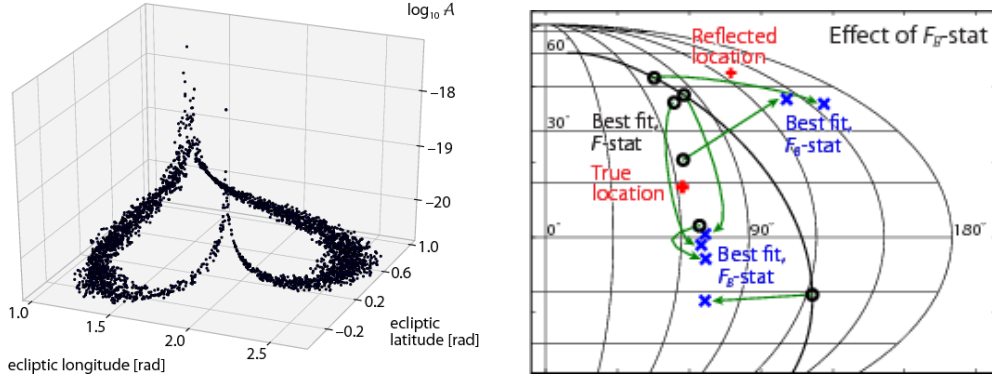 log₁₀ A
−18
−19
−20
1.0
0.6
0.2
−0.2
1.0
1.5
2.0
2.5
ecliptic longitude [rad]
ecliptic
latitude [rad]
Effect of F_B-stat
Reflected
location
60
30°
0°
90°
180°
Best fit,
F-stat
True
location
Best fit,
F_B-stat
Best fit,
F_B-stat